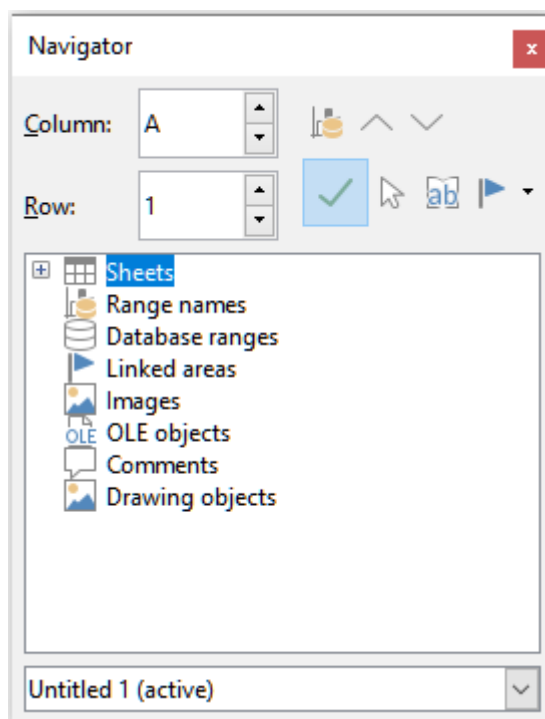 Navigator
x
Column: A
Row: 1
ab
Sheets
Range names
Database ranges
Linked areas
Images
OLE OLE objects
Comments
Drawing objects
Untitled 1 (active)